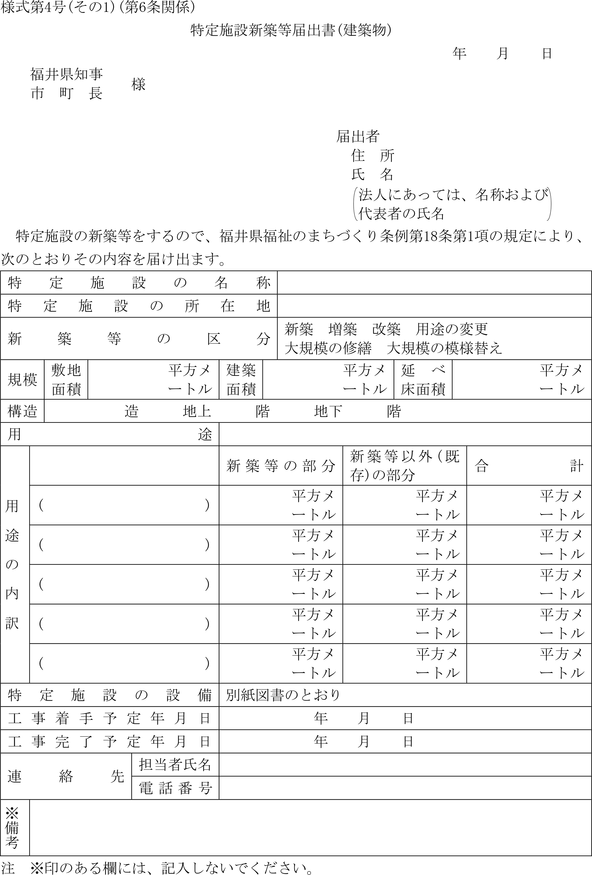 様式第4号(その1)(第6条関係)
特定施設新築等届出書(建築物)
年　月　日
福井県知事
市　町　長　様
届出者
住　所
氏　名
(法人にあっては、名称および
代表者の氏名)
特定施設の新築等をするので、福井県福祉のまちづくり条例第18条第1項の規定により、
次のとおりその内容を届け出ます。
特定施設の名称
特定施設の所在地
新築等の区分　新築　増築　改築　用途の変更
大規模の修繕　大規模の模様替え
規模　敷地　平方メ　建築　平方メ　延　べ　平方メ
面積　ートル　面積　ートル　床面積　ートル
構造　造　地上　階　地下　階
用途
用途の内訳
新築等の部分　新築等以外(既　合計
存)の部分
(　)　平方メ　平方メ　平方メ
ートル　ートル　ートル
(　)　平方メ　平方メ　平方メ
ートル　ートル　ートル
(　)　平方メ　平方メ　平方メ
ートル　ートル　ートル
(　)　平方メ　平方メ　平方メ
ートル　ートル　ートル
(　)　平方メ　平方メ　平方メ
ートル　ートル　ートル
特定施設の設備　別紙図書のとおり
工事着手予定年月日　年　月　日
工事完了予定年月日　年　月　日
連絡先　担当者氏名
電話番号
※備考
注　※印のある欄には、記入しないでください。